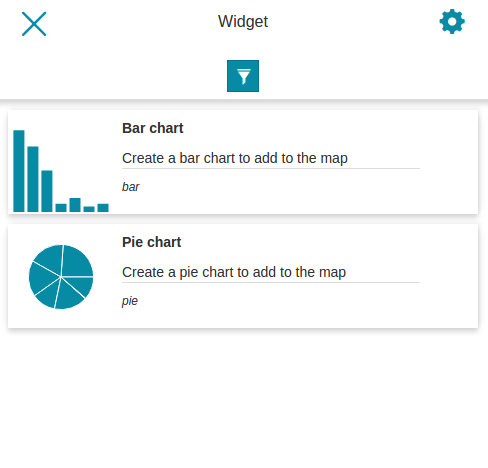 Widget
Bar chart
Create a bar chart to add to the map
bar
Pie chart
Create a pie chart to add to the map
pie